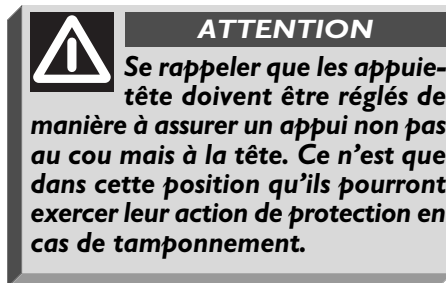 ATTENTION
Se rappeler que les appuie-
tête doivent être réglés de
manière à assurer un appui non pas
au cou mais à la tête. Ce n’est que
dans cette position qu’ils pourront
exercer leur action de protection en
cas de tamponnement.